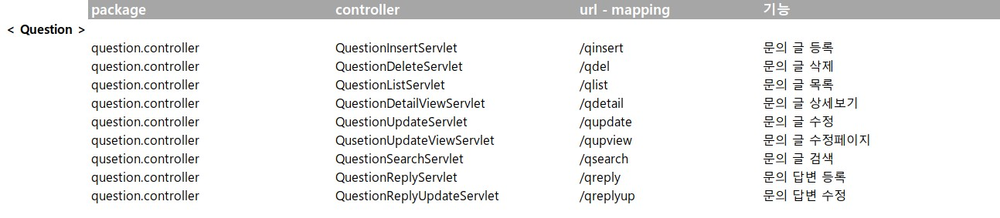 package controller url - mapping 기능
< Question >
question.controller QuestionInsertServlet /qinsert 문의 글 등록
question.controller QuestionDeleteServlet /qdel 문의 글 삭제
question.controller QuestionListServlet /qlist 문의 글 목록
question.controller QuestionDetailViewServlet /qdetail 문의 글 상세보기
question.controller QuestionUpdateServlet /qupdate 문의 글 수정
question.controller QusetionUpdateViewServlet /qupview 문의 글 수정페이지
qusetion.controller QuestionSearchServlet /qsearch 문의 글 검색
question.controller QuestionReplyServlet /qreply 문의 답변 등록
question.controller QuestionReplyUpdateServlet /qreplyup 문의 답변 수정